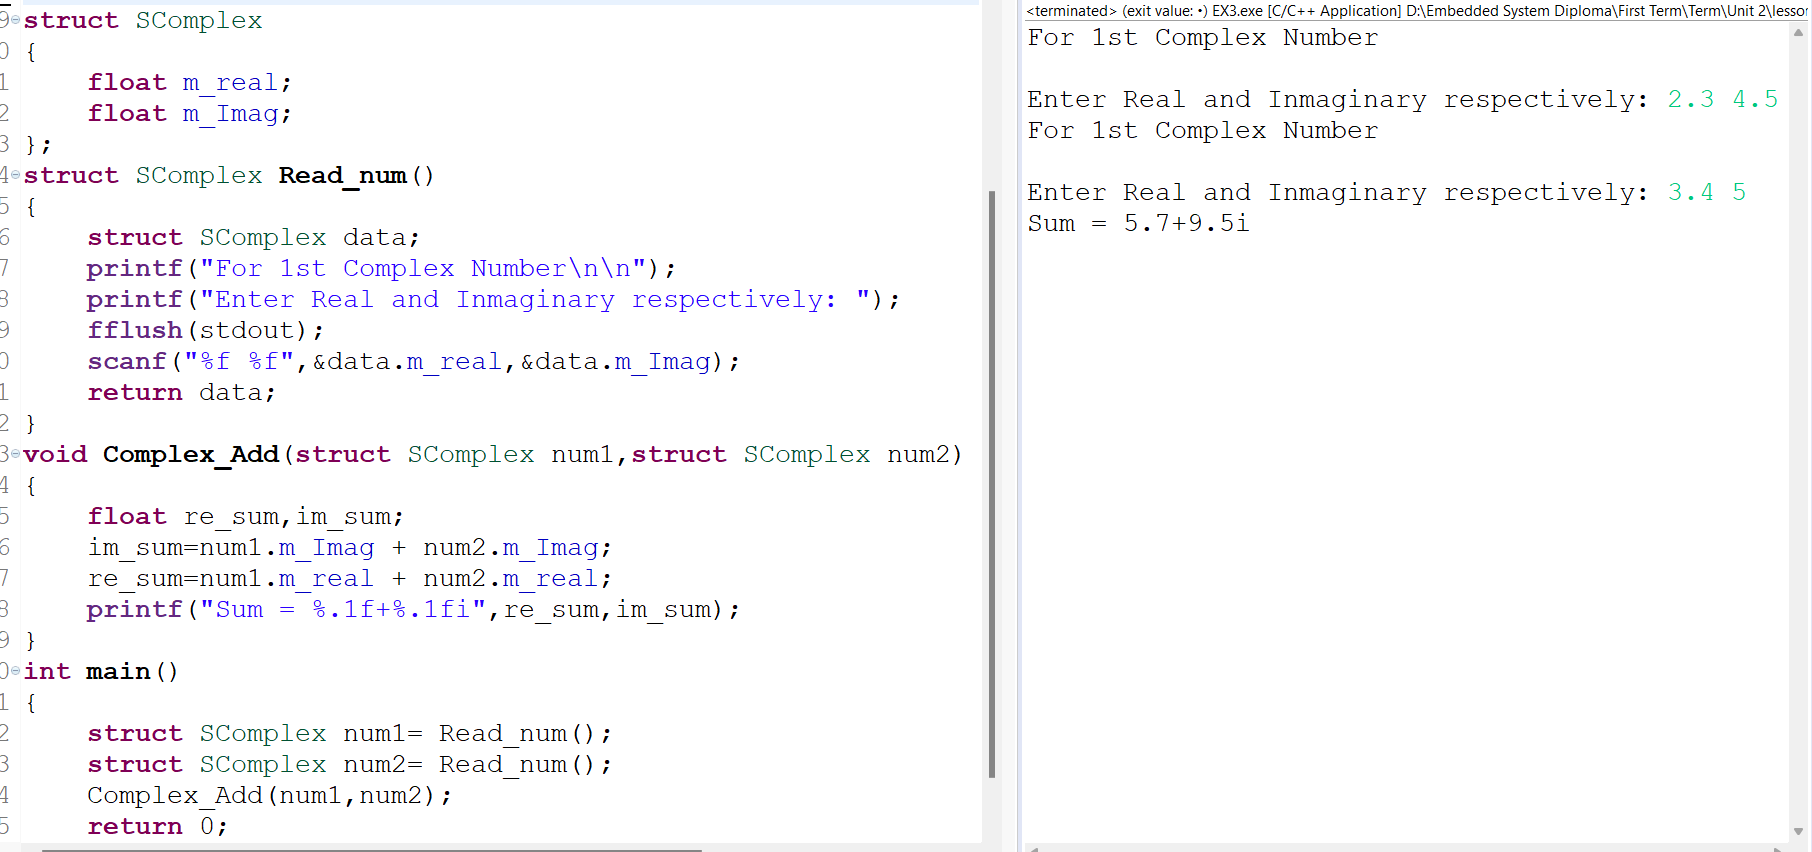 9 struct SComplex
0 {
1     float m_real;
2     float m_Imag;
3 };
4 struct SComplex Read_num()
5 {
6     struct SComplex data;
7     printf("For 1st Complex Number\n\n");
8     printf("Enter Real and Inmaginary respectively: ");
9     fflush(stdout);
0     scanf("%f %f",&data.m_real,&data.m_Imag);
1     return data;
2 }
3 void Complex_Add(struct SComplex num1,struct SComplex num2)
4 {
5     float re_sum,im_sum;
6     im_sum=num1.m_Imag + num2.m_Imag;
7     re_sum=num1.m_real + num2.m_real;
8     printf("Sum = %.1f+%.1fi",re_sum,im_sum);
9 }
0 int main()
1 {
2     struct SComplex num1= Read_num();
3     struct SComplex num2= Read_num();
4     Complex_Add(num1,num2);
5     return 0;
<terminated> (exit value: •) EX3.exe [C/C++ Application] D:\Embedded System Diploma\First Term\Term\Unit 2\lesson
For 1st Complex Number
Enter Real and Inmaginary respectively: 2.3 4.5
For 1st Complex Number
Enter Real and Inmaginary respectively: 3.4 5
Sum = 5.7+9.5i